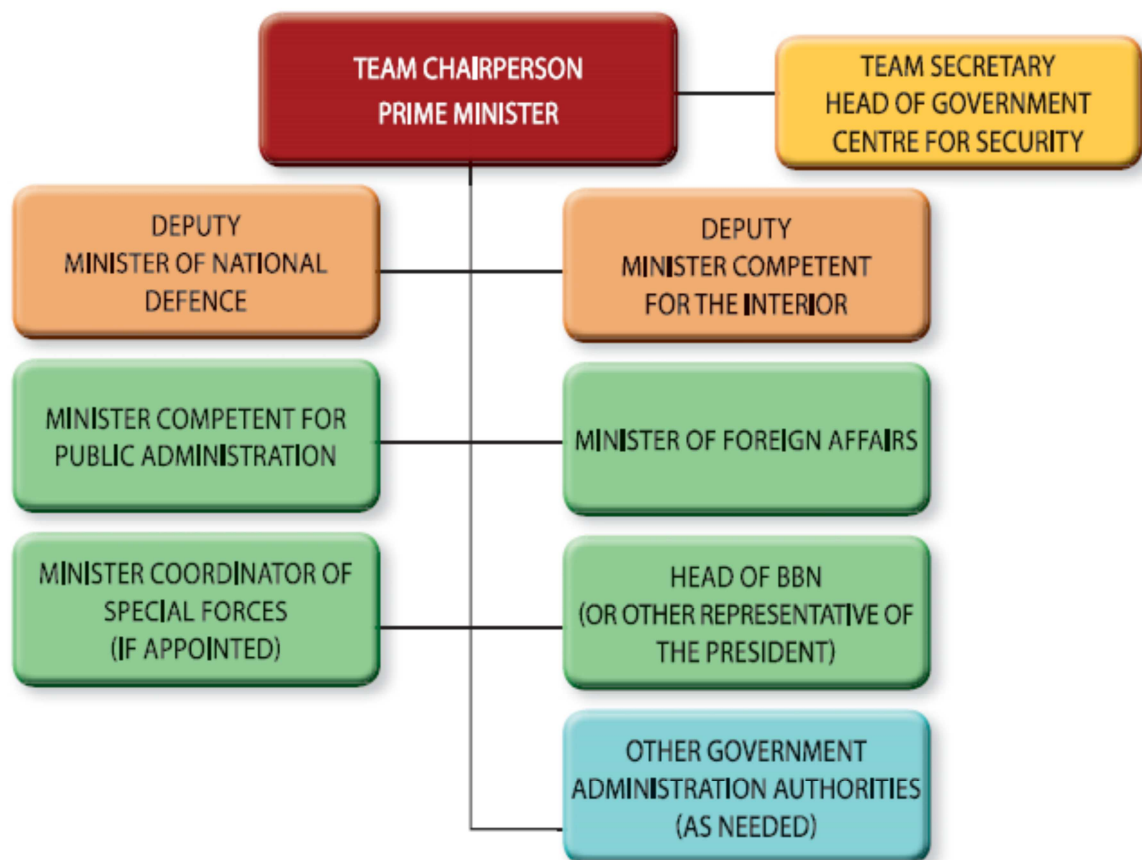 TEAM CHAIRPERSON
PRIME MINISTER
TEAM SECRETARY
HEAD OF GOVERNMENT
CENTRE FOR SECURITY
DEPUTY
MINISTER OF NATIONAL
DEFENCE
DEPUTY
MINISTER COMPETENT
FOR THE INTERIOR
MINISTER COMPETENT FOR
PUBLIC ADMINISTRATION
MINISTER OF FOREIGN AFFAIRS
MINISTER COORDINATOR OF
SPECIAL FORCES
(IF APPOINTED)
HEAD OF BBN
(OR OTHER REPRESENTATIVE OF
THE PRESIDENT)
OTHER GOVERNMENT
ADMINISTRATION AUTHORITIES
(AS NEEDED)